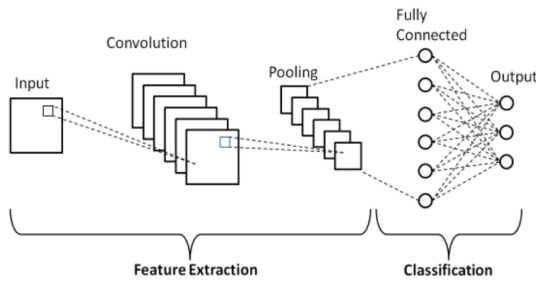 Fully
Connected
Convolution
Pooling
Output
Input
Feature Extraction
Classification